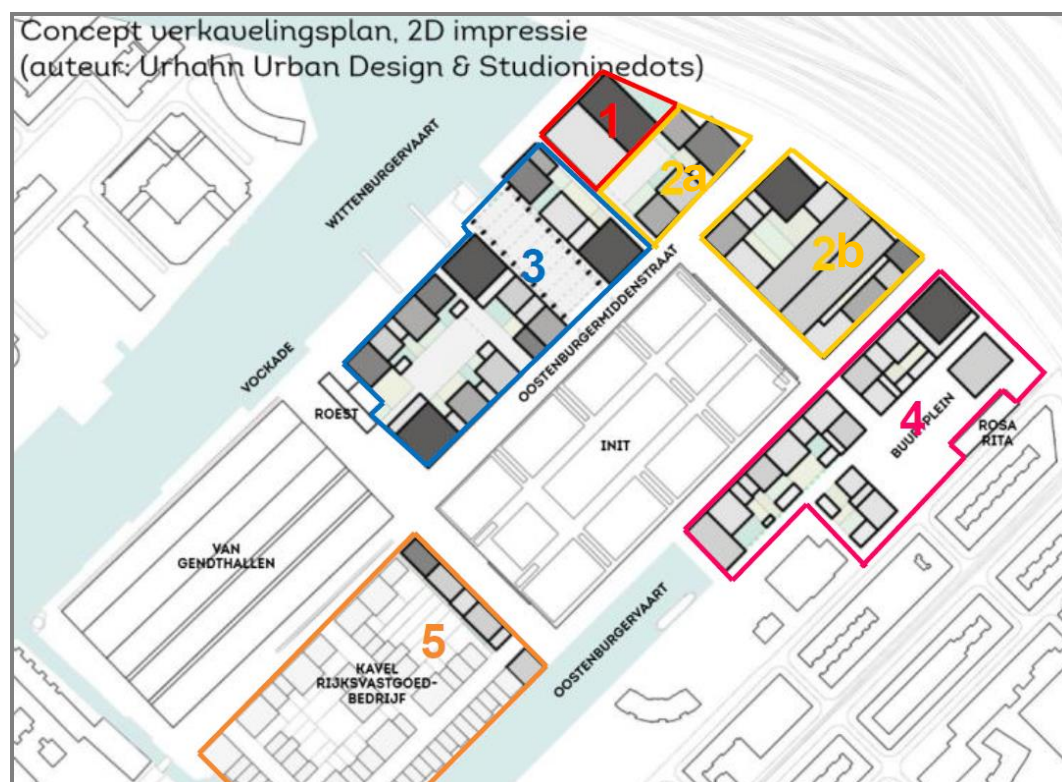 Concept verkavelingsplan, 2D impressie
(auteur: Urhahn Urban Design & Studioninedots)
1
2a
WITTENBURGERVAART
3
2b
OOSTENBURGERMIDDENSTRAAT
VOCKADE
ROEST
INIT
4
BUURTPLEIN
ROSA
RITA
VAN
GENDTHALLEN
5
KAVEL
RIJKSVASTGOED-
BEDRIJF
OOSTENBURGERVAART